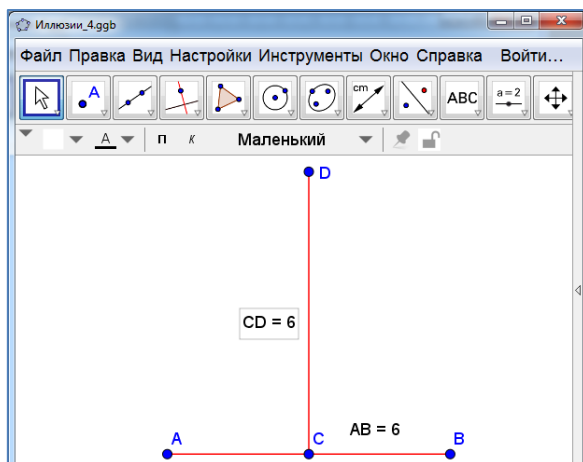 Иллюзии_4.ggb
Файл Правка Вид Настройки Инструменты Окно Справка Войти...
A cm ABC a = 2
A п к Маленький
D
CD = 6
AB = 6
A C B